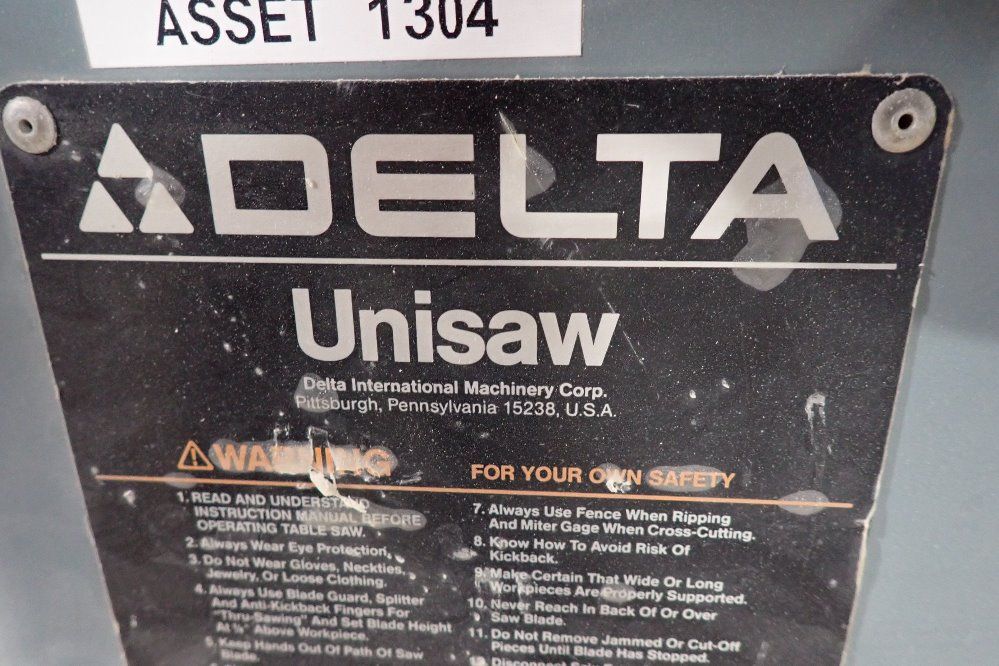 ASSET 1304
DELTA
Unisaw
Delta International Machinery Corp.
Pittsburgh, Pennsylvania 15238, U.S.A.
WARNING
1. READ AND UNDERSTAND
INSTRUCTION MANUAL BEFORE
OPERATING TABLE SAW.
2. Always Wear Eye Protection.
3. Do Not Wear Gloves, Neckties,
Jewelry, Or Loose Clothing.
4. Always Use Blade Guard, Splitter
And Anti-Kickback Fingers For
"Thru-Sawing" And Set Blade Height
At ⅛" Above Workpiece.
5. Keep Hands Out Of Path Of Saw
Blade.
FOR YOUR OWN SAFETY
7. Always Use Fence When Ripping
And Miter Gage When Cross-Cutting.
8. Know How To Avoid Risk Of
Kickback.
9. Make Certain That Wide Or Long
Workpieces Are Properly Supported.
10. Never Reach In Back Of Or Over
Saw Blade.
11. Do Not Remove Jammed Or Cut-Off
Pieces Until Blade Has Stopped.
12. Disconnect